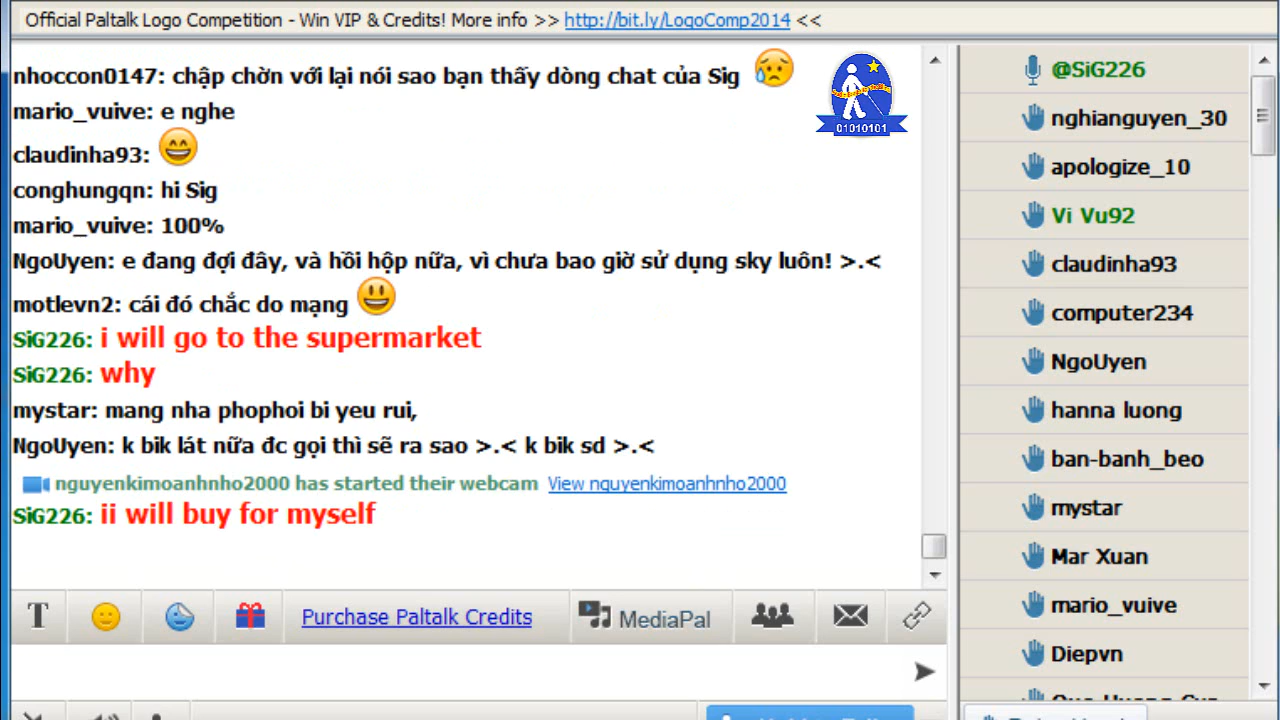 Official Paltalk Logo Competition - Win VIP & Credits! More info >> http://bit.ly/LogoComp2014 <<
nhoccon0147: chập chờn với lại nói sao bạn thấy dòng chat của Sig
mario_vuive: e nghe
claudinha93:
conghungqn: hi Sig
mario_vuive: 100%
NgoUyen: e đang đợi đây, và hồi hộp nữa, vì chưa bao giờ sử dụng sky luôn! >.<
motlevn2: cái đó chắc do mạng
SiG226: i will go to the supermarket
SiG226: why
mystar: mang nha phophoi bi yeu rui,
NgoUyen: k bik lát nữa đc gọi thì sẽ ra sao >.< k bik sd >.<
nguyenkimoanhnho2000 has started their webcam View nguyenkimoanhnho2000
SiG226: ii will buy for myself
01010101
T
Purchase Paltalk Credits
MediaPal
@SiG226
nghianguyen_30
apologize_10
Vi Vu92
claudinha93
computer234
NgoUyen
hanna luong
ban-banh_beo
mystar
Mar Xuan
mario_vuive
Diepvn